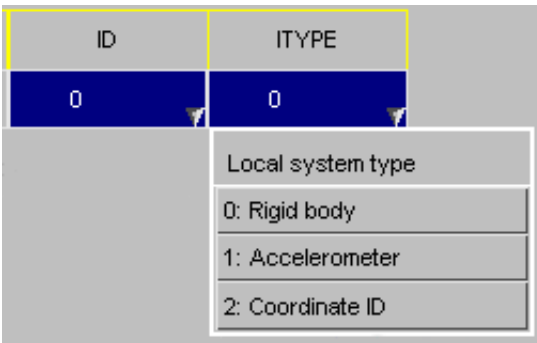 ID ITYPE
0 0
Local system type
0: Rigid body
1: Accelerometer
2: Coordinate ID